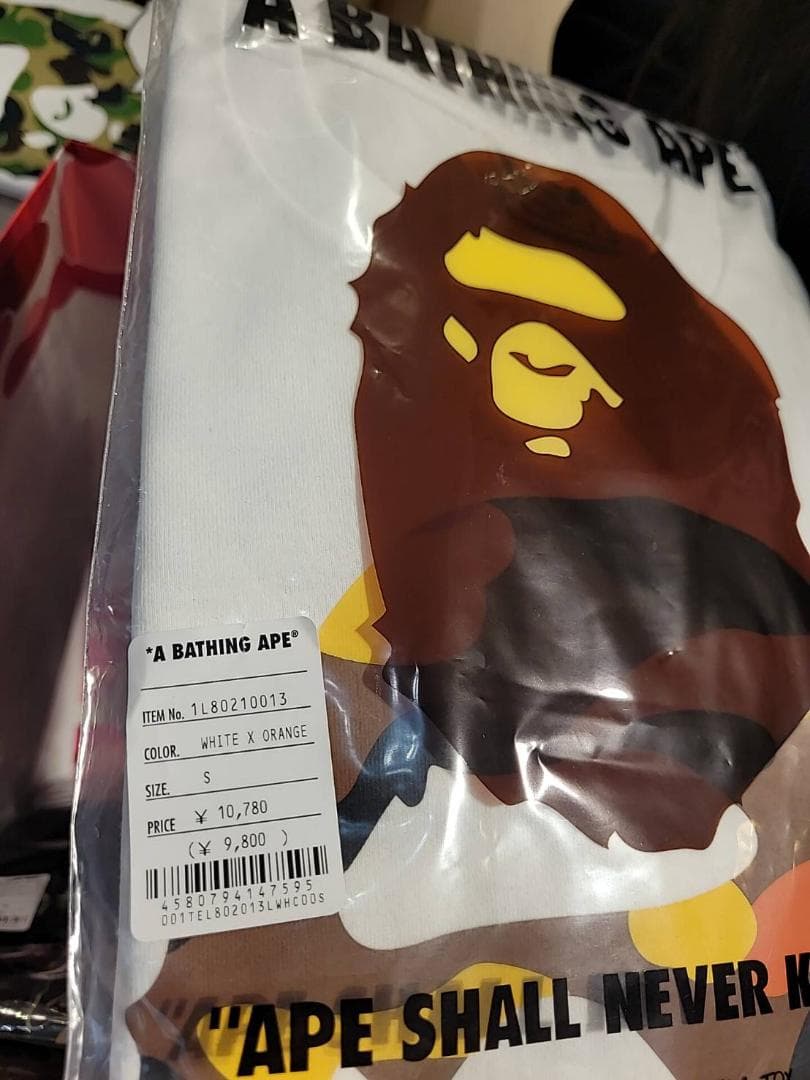 A BATHING APE
*A BATHING APE®
ITEM No. 1L80210013
COLOR. WHITE X ORANGE
SIZE. S
PRICE ¥ 10,780
(¥ 9,800 )
4580794147595
001TEL802013LWHC00S
"APE SHALL NEVER K